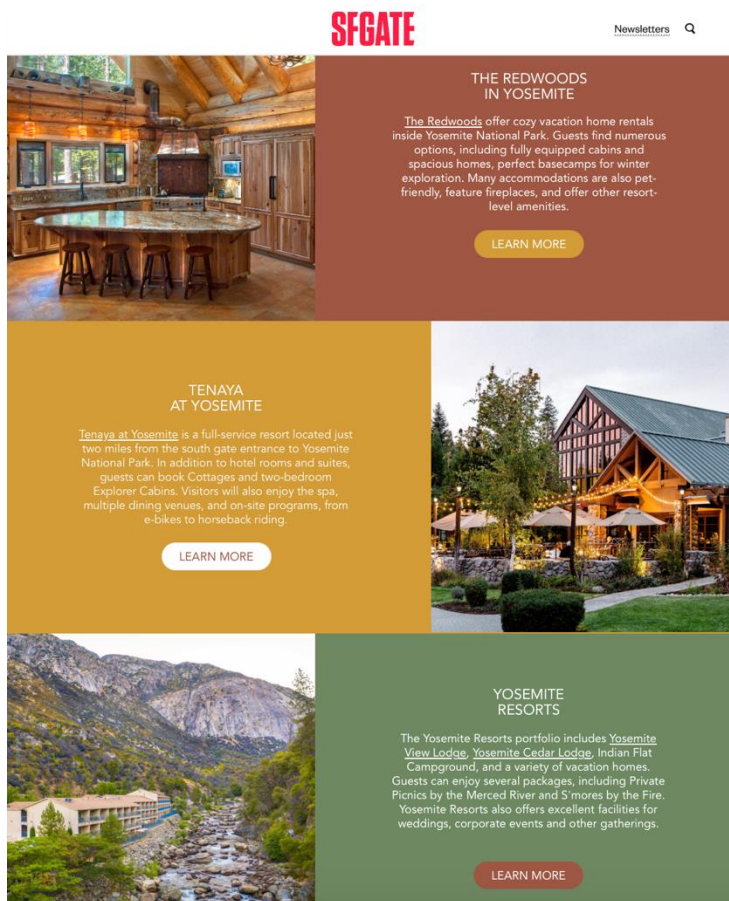 SFGATE
Newsletters
THE REDWOODS
IN YOSEMITE
The Redwoods offer cozy vacation home rentals
inside Yosemite National Park. Guests find numerous
options, including fully equipped cabins and
spacious homes, perfect basecamps for winter
exploration. Many accommodations are also pet-
friendly, feature fireplaces, and offer other resort-
level amenities.
LEARN MORE
TENAYA
AT YOSEMITE
Tenaya at Yosemite is a full-service resort located just
two miles from the south gate entrance to Yosemite
National Park. In addition to hotel rooms and suites,
guests can book Cottages and two-bedroom
Explorer Cabins. Visitors will also enjoy the spa,
multiple dining venues, and on-site programs, from
e-bikes to horseback riding.
LEARN MORE
YOSEMITE
RESORTS
The Yosemite Resorts portfolio includes Yosemite
View Lodge, Yosemite Cedar Lodge, Indian Flat
Campground, and a variety of vacation homes.
Guests can enjoy several packages, including Private
Picnics by the Merced River and S'mores by the Fire.
Yosemite Resorts also offers excellent facilities for
weddings, corporate events and other gatherings.
LEARN MORE